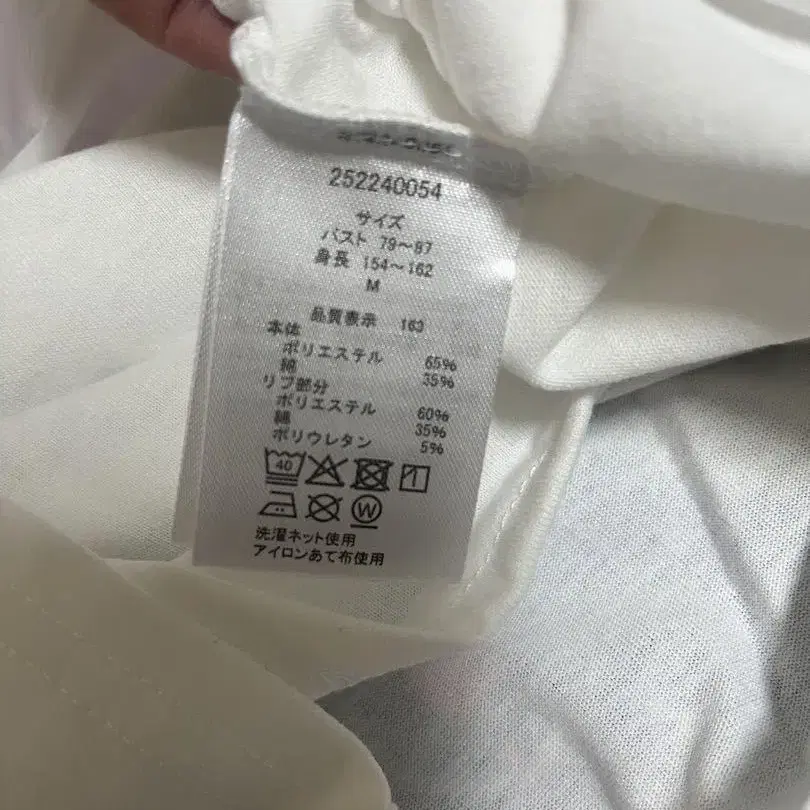 252240054
サイズ
バスト 79～87
身長 154～162
M
品質表示 163
本体
ポリエステル 65%
綿 35%
リブ部分
ポリエステル 60%
綿 35%
ポリウレタン 5%
40
W
洗濯ネット使用
アイロンあて布使用